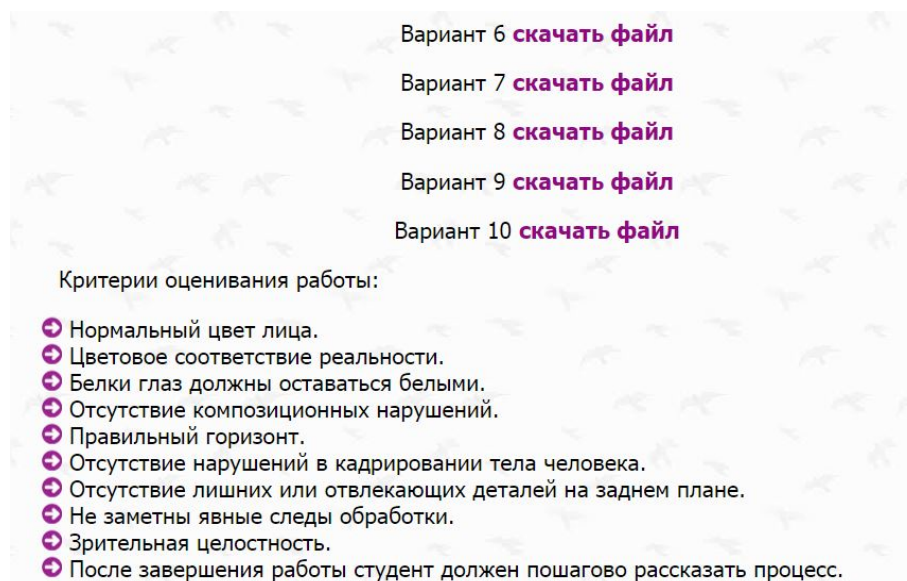 Вариант 6 скачать файл
Вариант 7 скачать файл
Вариант 8 скачать файл
Вариант 9 скачать файл
Вариант 10 скачать файл
Критерии оценивания работы:
Нормальный цвет лица.
Цветовое соответствие реальности.
Белки глаз должны оставаться белыми.
Отсутствие композиционных нарушений.
Правильный горизонт.
Отсутствие нарушений в кадрировании тела человека.
Отсутствие лишних или отвлекающих деталей на заднем плане.
Не заметны явные следы обработки.
Зрительная целостность.
После завершения работы студент должен пошагово рассказать процесс.